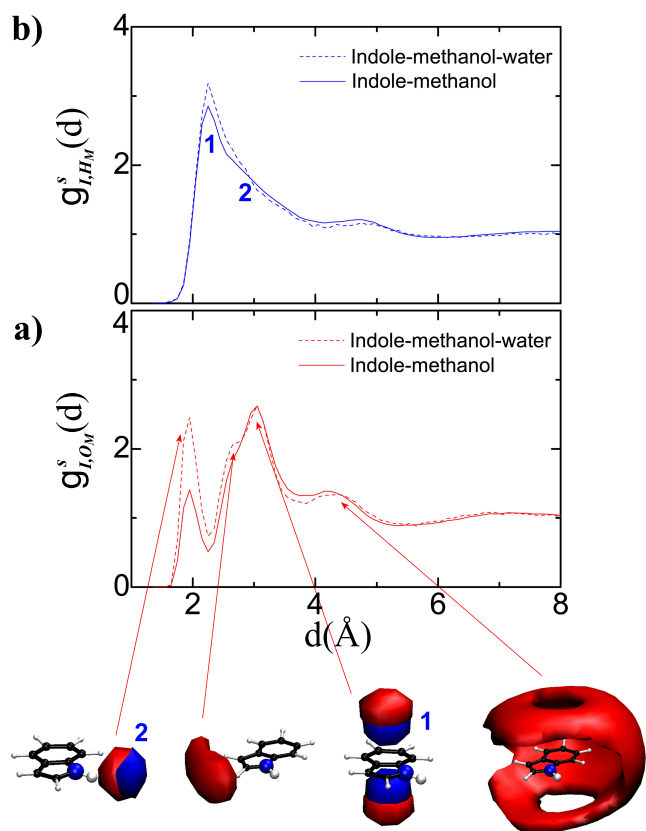 b)
4
2
0
g^s_{I,H_M}(d)
Indole-methanol-water
Indole-methanol
1
2
a)
4
2
0
g^s_{I,O_M}(d)
Indole-methanol-water
Indole-methanol
2 4 6 8
d(Å)
2
1